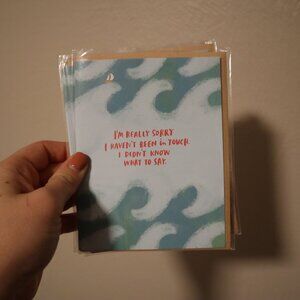 I'M REALLY SORRY
I HAVEN'T BEEN in TOUCH.
I DIDN'T KNOW
WHAT TO SAY.